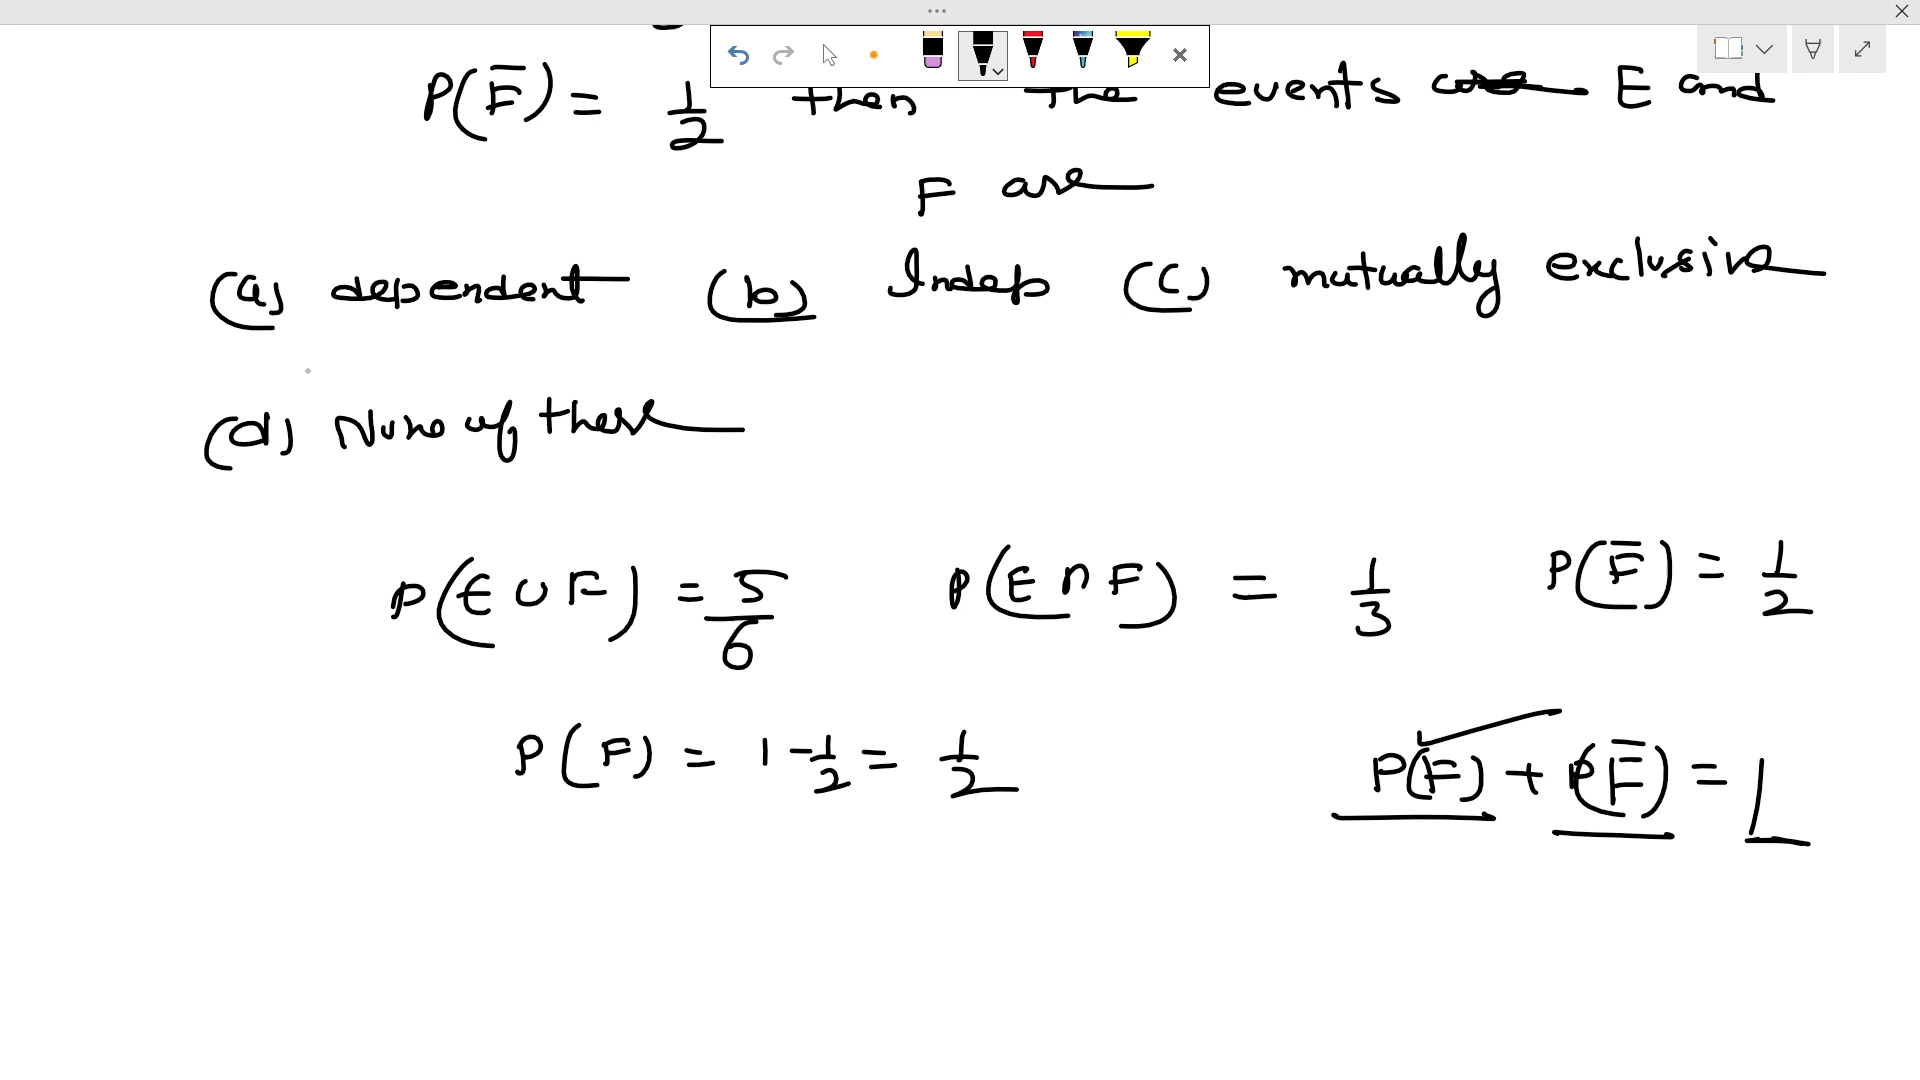 P(F̅) = 1/2 then the events E and
F are
(a) dependent (b) Indep (c) mutually exclusive
(d) None of these
P(E ∪ F) = 5/6 P(E ∩ F) = 1/3 P(F̅) = 1/2
P(F) = 1 - 1/2 = 1/2 P(F) + P(F̅) = 1